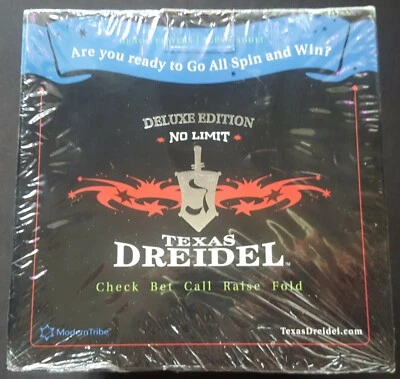 Are you ready to Go All Spin and Win?
DELUXE EDITION
NO LIMIT
TEXAS
DREIDEL™
Check Bet Call Raise Fold
ModernTribe
TexasDreidel.com